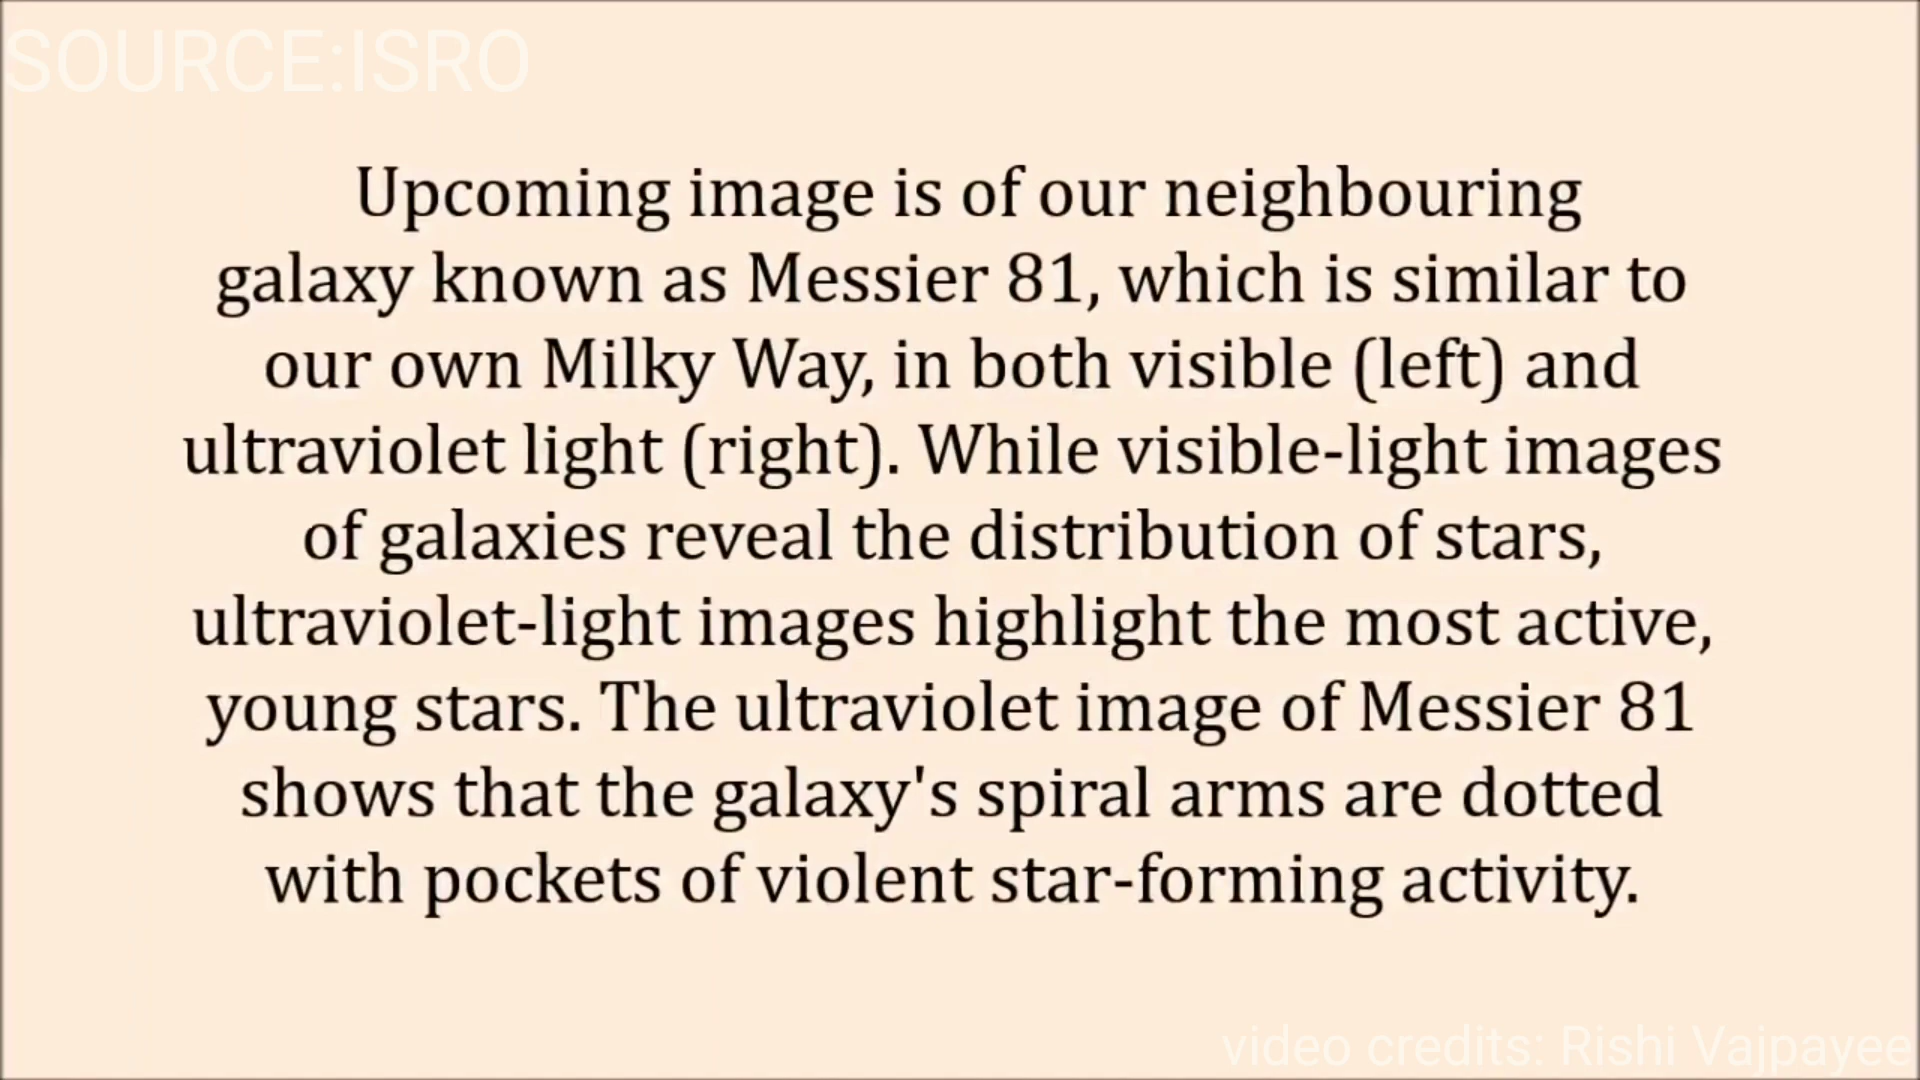 SOURCE:ISRO
Upcoming image is of our neighbouring
galaxy known as Messier 81, which is similar to
our own Milky Way, in both visible (left) and
ultraviolet light (right). While visible-light images
of galaxies reveal the distribution of stars,
ultraviolet-light images highlight the most active,
young stars. The ultraviolet image of Messier 81
shows that the galaxy's spiral arms are dotted
with pockets of violent star-forming activity.
video credits: Rishi Vajpayee